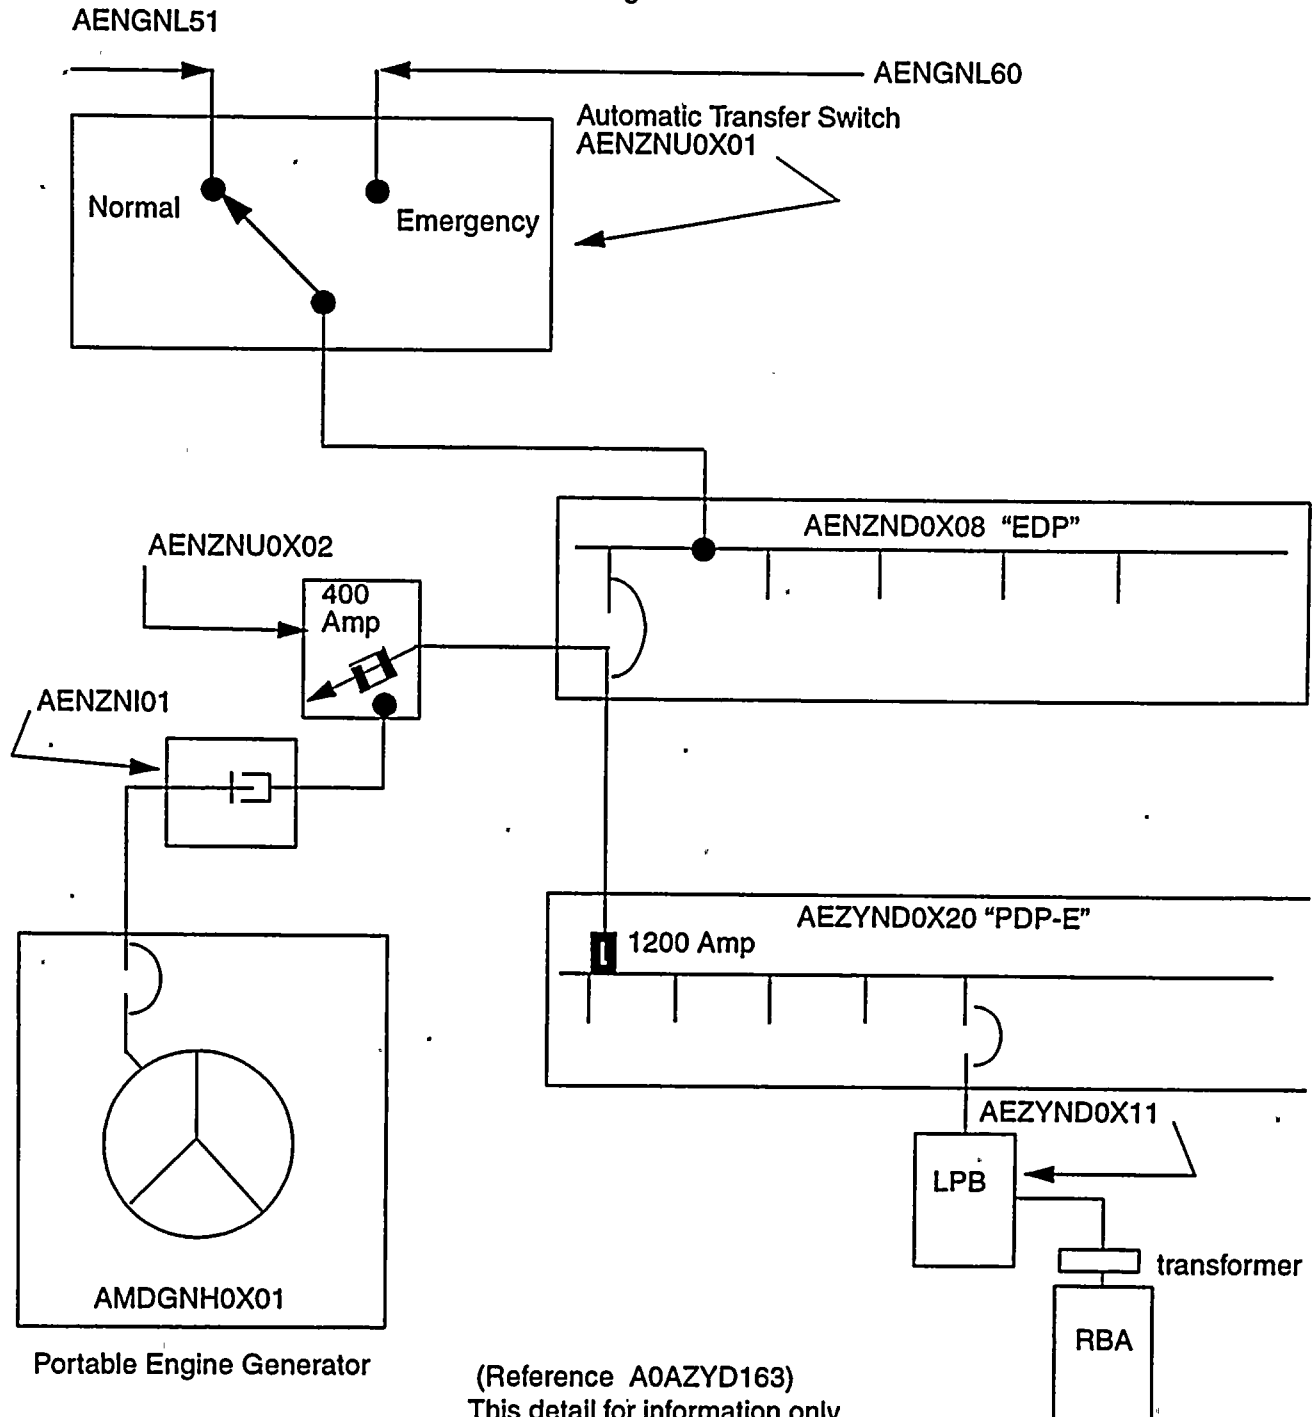 AENGNL51
AENGNL60
Automatic Transfer Switch
AENZNU0X01
Normal
Emergency
AENZND0X08 “EDP”
AENZNU0X02
400
Amp
AENZNI01
AEZYND0X20 “PDP-E”
1200 Amp
AEZYND0X11
LPB
transformer
AMDGNH0X01
RBA
Portable Engine Generator
(Reference A0AZYD163)
This detail for information only